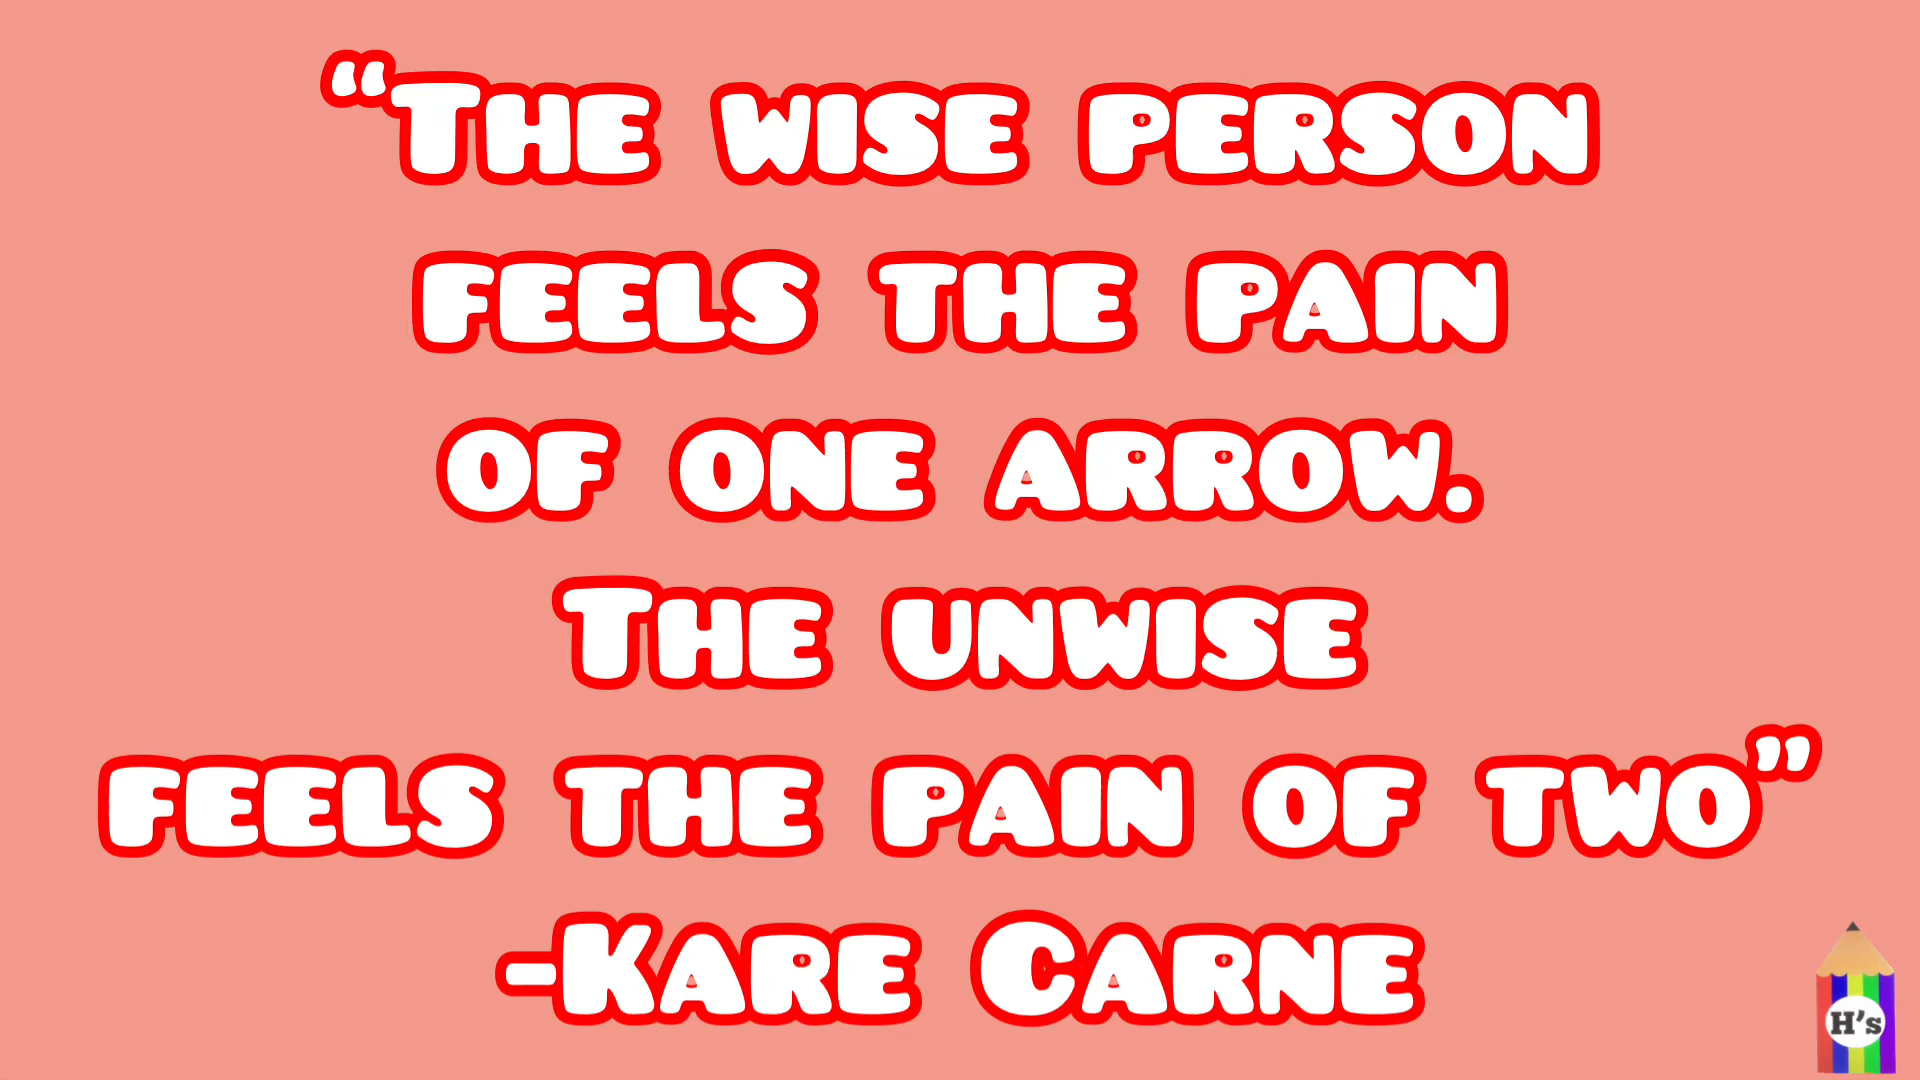 “The wise person
feels the pain
of one arrow.
The unwise
feels the pain of two”
-Kare Carne
H's